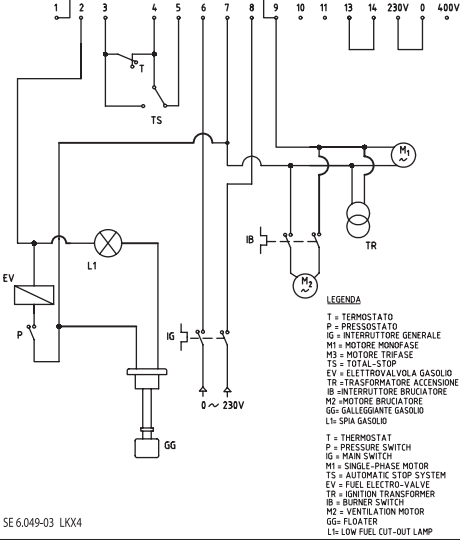 1 2 3 4 5 6 7 8 9 10 11 13 14 230V 0 400V
T
TS
M1
~
L1
IB
TR
EV
M2
~
P
IG
0 ~ 230V
GG
LEGENDA
T = TERMOSTATO
P = PRESSOSTATO
IG = INTERRUTTORE GENERALE
M1 = MOTORE MONOFASE
M3 = MOTORE TRIFASE
TS = TOTAL-STOP
EV = ELETTROVALVOLA GASOLIO
TR =TRASFORMATORE ACCENSIONE
IB =INTERRUTTORE BRUCIATORE
M2 =MOTORE BRUCIATORE
GG= GALLEGGIANTE GASOLIO
L1= SPIA GASOLIO
T = THERMOSTAT
P = PRESSURE SWITCH
IG = MAIN SWITCH
M1 = SINGLE-PHASE MOTOR
TS = AUTOMATIC STOP SYSTEM
EV = FUEL ELECTRO-VALVE
TR = IGNITION TRANSFORMER
IB = BURNER SWITCH
M2 = VENTILATION MOTOR
GG= FLOATER
L1= LOW FUEL CUT-OUT LAMP
SE 6.049-03 LKX4